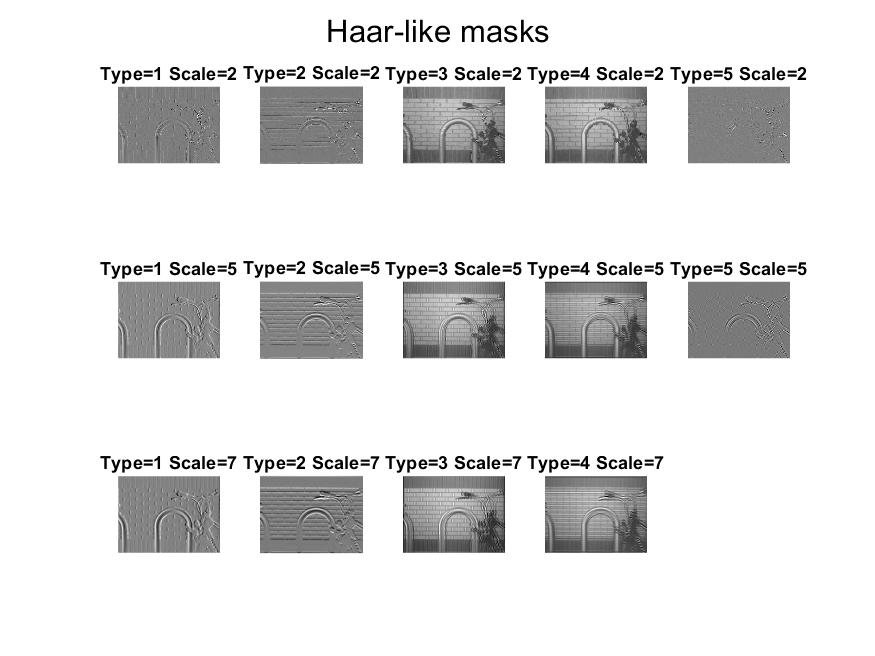 Haar-like masks
Type=1 Scale=2 Type=2 Scale=2 Type=3 Scale=2 Type=4 Scale=2 Type=5 Scale=2
Type=1 Scale=5 Type=2 Scale=5 Type=3 Scale=5 Type=4 Scale=5 Type=5 Scale=5
Type=1 Scale=7 Type=2 Scale=7 Type=3 Scale=7 Type=4 Scale=7